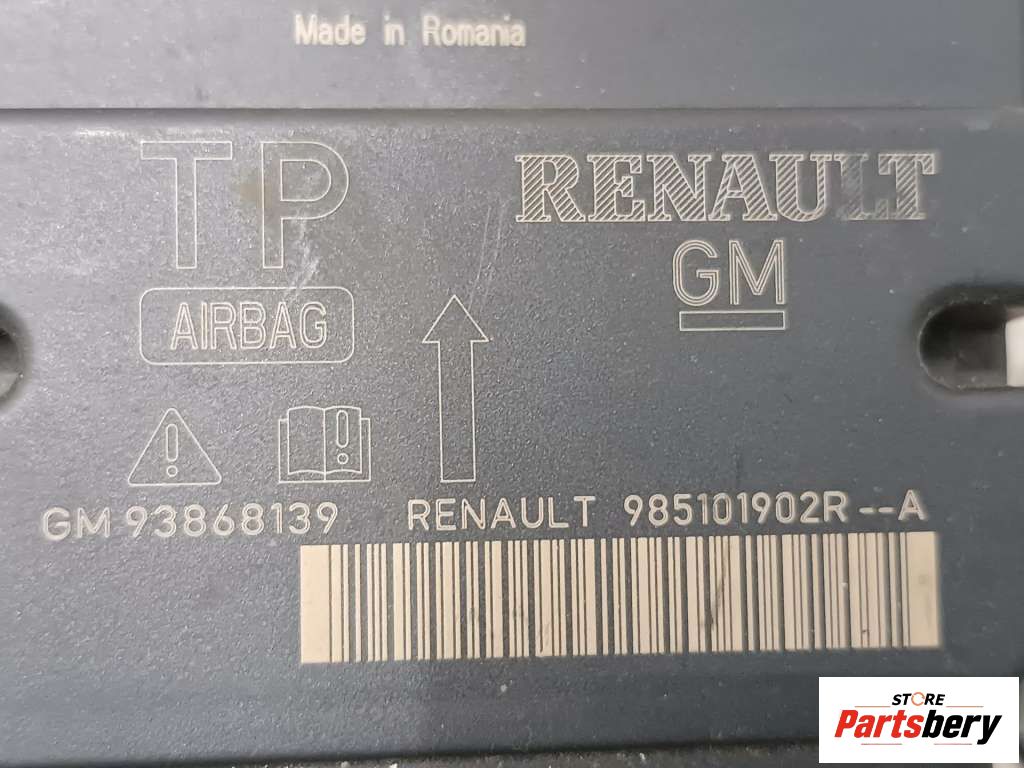 Made in Romania
TP
RENAULT
GM
AIRBAG
GM 93868139 RENAULT 985101902R--A
STORE
Partsbery